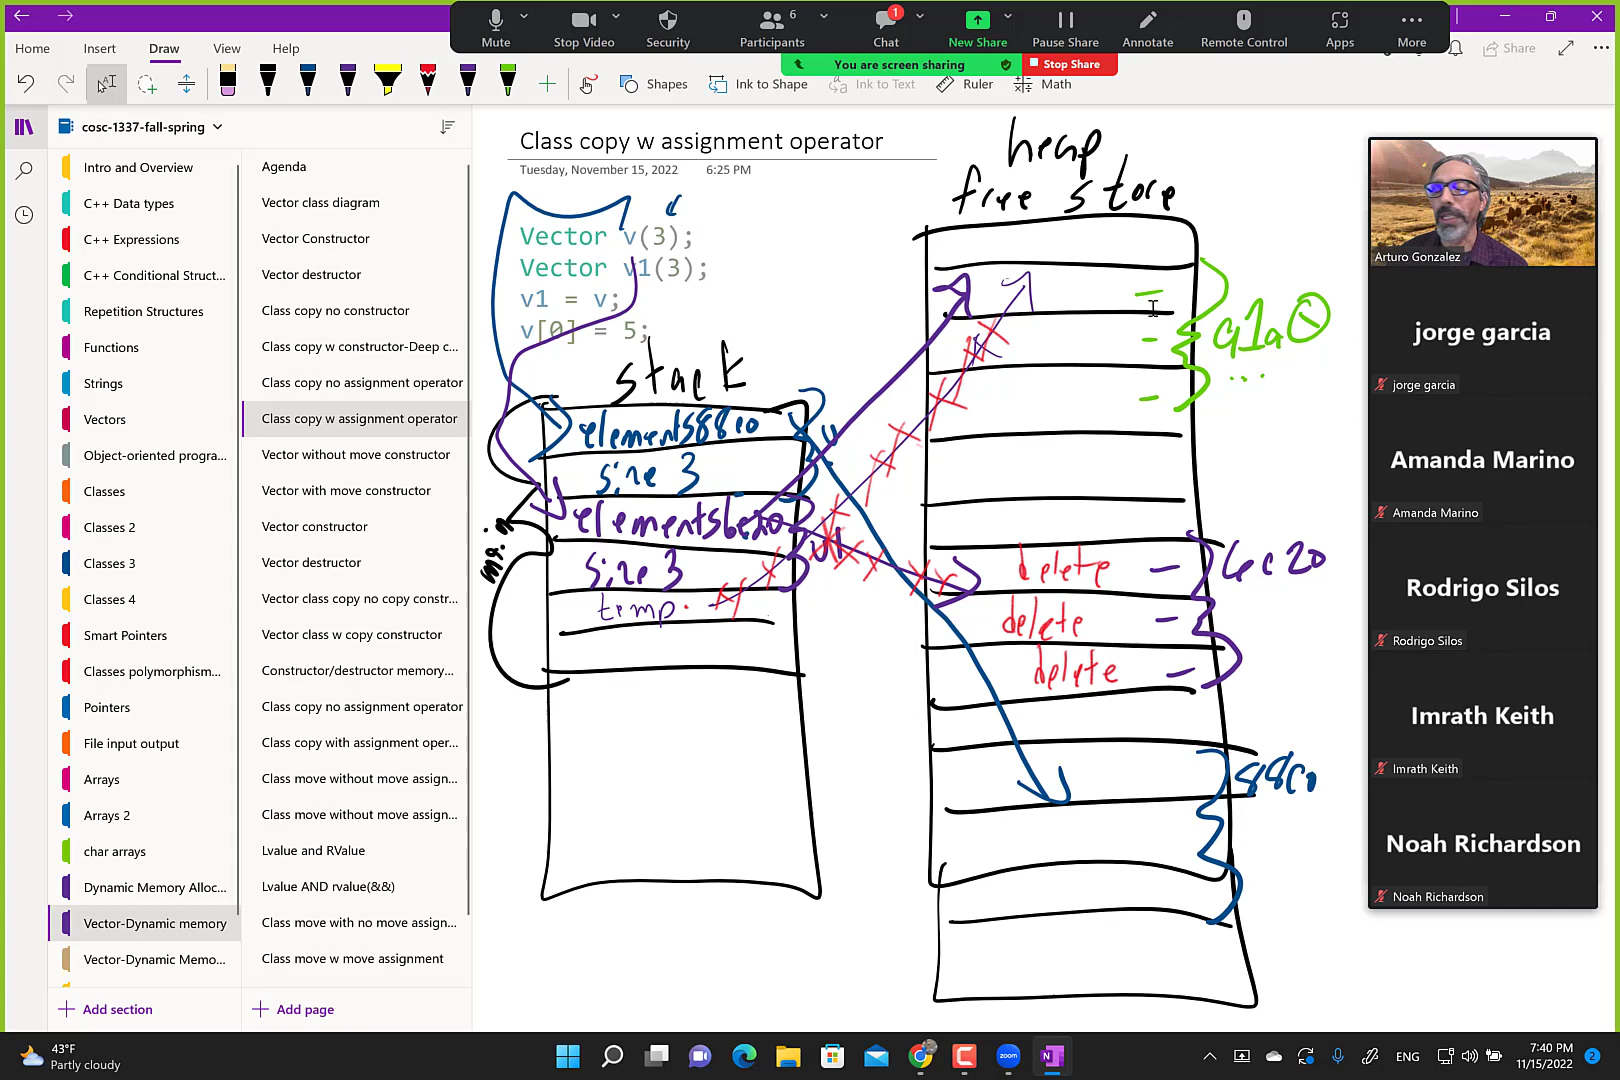 Mute
Stop Video
Security
6
Participants
1
Chat
New Share
Pause Share
Annotate
Remote Control
Apps
More
You are screen sharing
Stop Share
Home
Insert
Draw
View
Help
Share
Shapes
Ink to Shape
Ink to Text
Ruler
Math
cosc-1337-fall-spring
Intro and Overview
C++ Data types
C++ Expressions
C++ Conditional Struct...
Repetition Structures
Functions
Strings
Vectors
Object-oriented progra...
Classes
Classes 2
Classes 3
Classes 4
Smart Pointers
Classes polymorphism...
Pointers
File input output
Arrays
Arrays 2
char arrays
Dynamic Memory Alloc...
Vector-Dynamic memory
Vector-Dynamic Memo...
Add section
Agenda
Vector class diagram
Vector Constructor
Vector destructor
Class copy no constructor
Class copy w constructor-Deep c...
Class copy no assignment operator
Class copy w assignment operator
Vector without move constructor
Vector with move constructor
Vector constructor
Vector destructor
Vector class copy no copy constr...
Vector class w copy constructor
Constructor/destructor memory...
Class copy no assignment operator
Class copy with assignment oper...
Class move without move assign...
Class move without move assign...
Lvalue and RValue
Lvalue AND rvalue(&&)
Class move with no move assign...
Class move w move assignment
Add page
Class copy w assignment operator
Tuesday, November 15, 2022 6:25 PM
Vector v(3);
Vector v1(3);
v1 = v;
v[0] = 5;
stack
elements 88c0
size 3
v
elements 6e20
size 3
v1
temp
main
heap
free store
delete
delete
delete
88c0
Arturo Gonzalez
jorge garcia
jorge garcia
Amanda Marino
Amanda Marino
Rodrigo Silos
Rodrigo Silos
Imrath Keith
Imrath Keith
Noah Richardson
Noah Richardson
43°F
Partly cloudy
zoom
N
ENG
7:40 PM
11/15/2022
2